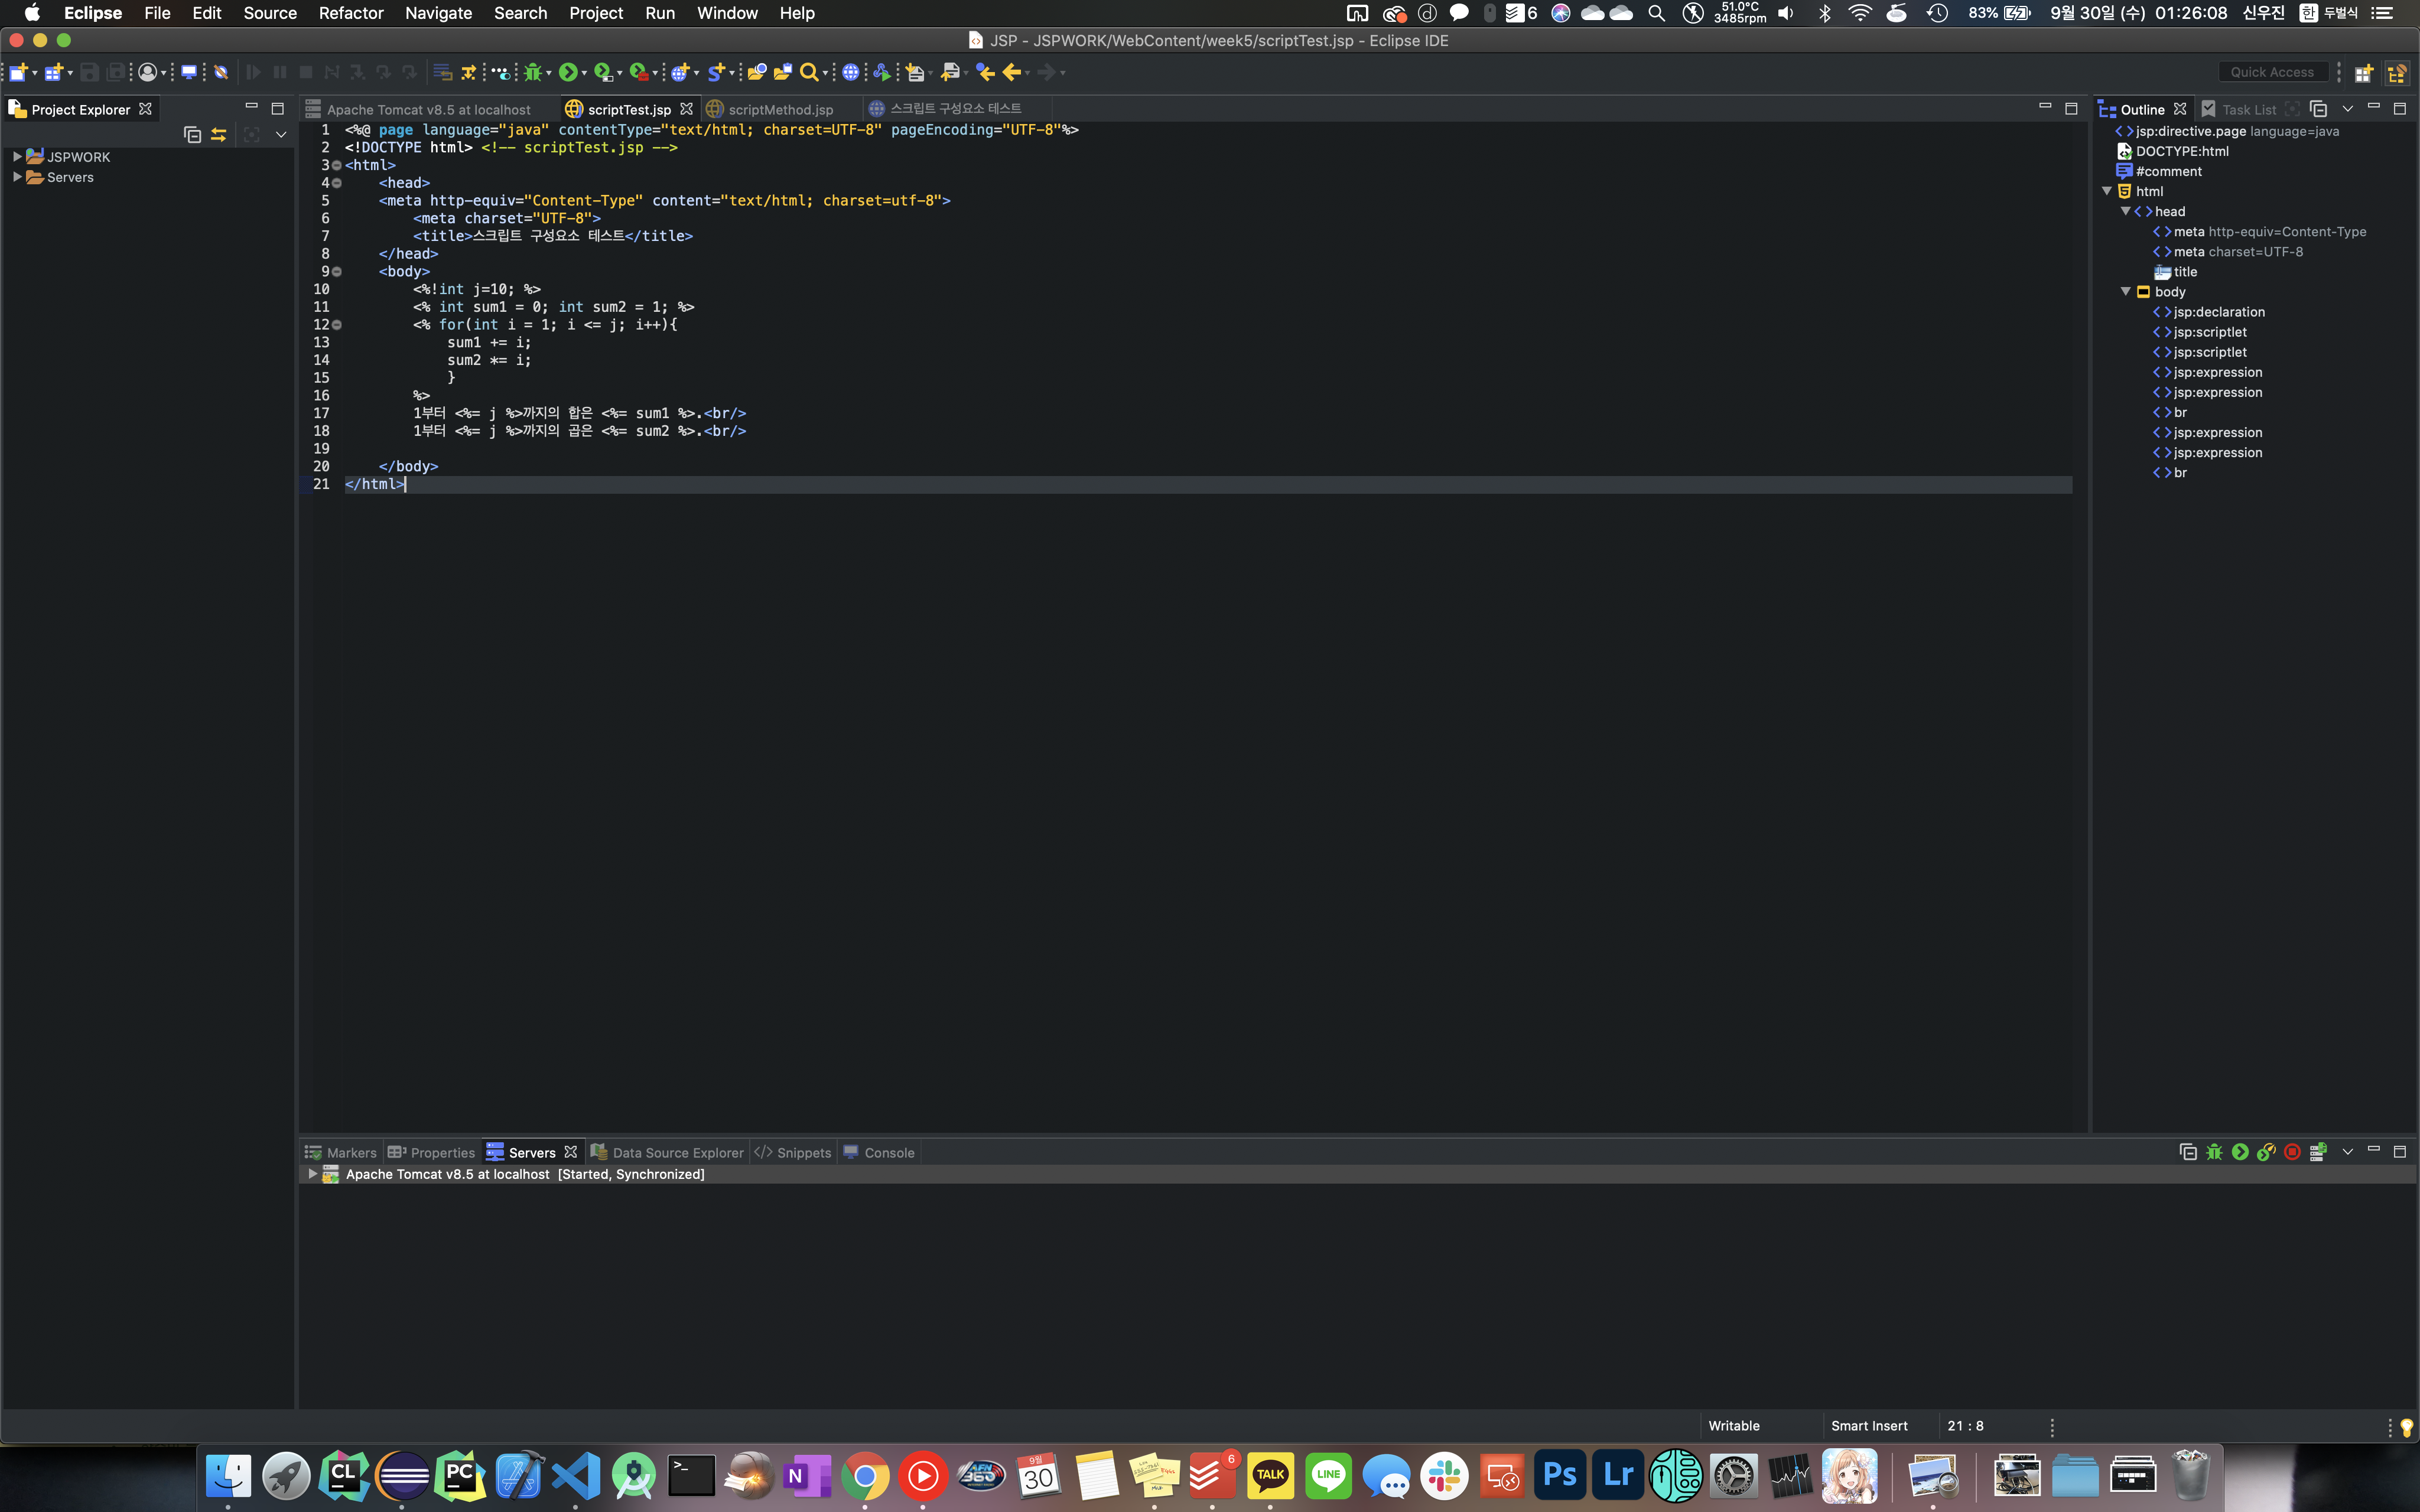 Eclipse File Edit Source Refactor Navigate Search Project Run Window Help 6 51.0°C 3485rpm 83% 9월 30일 (수) 01:26:08 신우진 한 두벌식
JSP - JSPWORK/WebContent/week5/scriptTest.jsp - Eclipse IDE
Quick Access
Project Explorer
JSPWORK
Servers
Apache Tomcat v8.5 at localhost scriptTest.jsp scriptMethod.jsp 스크립트 구성요소 테스트
1 <%@ page language="java" contentType="text/html; charset=UTF-8" pageEncoding="UTF-8"%>
2 <!DOCTYPE html> <!-- scriptTest.jsp -->
3 <html>
4 <head>
5 <meta http-equiv="Content-Type" content="text/html; charset=utf-8">
6 <meta charset="UTF-8">
7 <title>스크립트 구성요소 테스트</title>
8 </head>
9 <body>
10 <%!int j=10; %>
11 <% int sum1 = 0; int sum2 = 1; %>
12 <% for(int i = 1; i <= j; i++){
13 sum1 += i;
14 sum2 *= i;
15 }
16 %>
17 1부터 <%= j %>까지의 합은 <%= sum1 %>.<br/>
18 1부터 <%= j %>까지의 곱은 <%= sum2 %>.<br/>
19
20 </body>
21 </html>
Outline Task List
jsp:directive.page language=java
DOCTYPE:html
#comment
html
head
meta http-equiv=Content-Type
meta charset=UTF-8
title
body
jsp:declaration
jsp:scriptlet
jsp:scriptlet
jsp:expression
jsp:expression
br
jsp:expression
jsp:expression
br
Markers Properties Servers Data Source Explorer Snippets Console
Apache Tomcat v8.5 at localhost [Started, Synchronized]
Writable Smart Insert 21 : 8
CL PC N 9월 30 6 TALK LINE Ps Lr